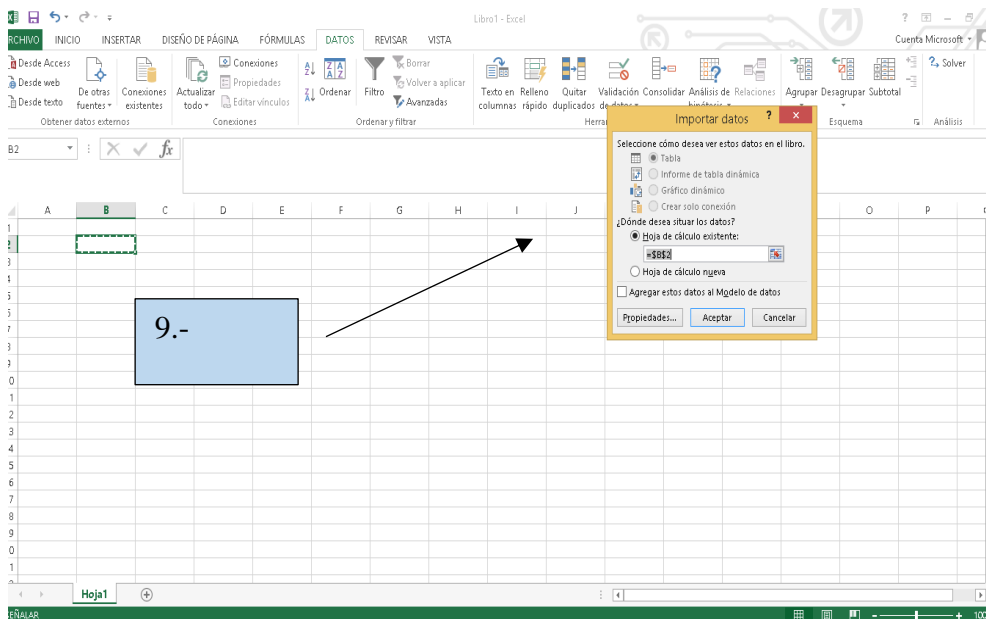 Libro1 - Excel
ARCHIVO INICIO INSERTAR DISEÑO DE PÁGINA FÓRMULAS DATOS REVISAR VISTA Cuenta Microsoft
Desde Access
Desde web
Desde texto
De otras fuentes
Conexiones existentes
Obtener datos externos
Actualizar todo
Conexiones
Propiedades
Editar vínculos
Conexiones
Ordenar
Filtro
Borrar
Volver a aplicar
Avanzadas
Ordenar y filtrar
Texto en columnas
Relleno rápido
Quitar duplicados
Validación de datos
Consolidar
Análisis de hipótesis
Relaciones
Agrupar
Desagrupar
Subtotal
Esquema
Solver
Análisis
B2
fx
Importar datos ?
Seleccione cómo desea ver estos datos en el libro.
Tabla
Informe de tabla dinámica
Gráfico dinámico
Crear solo conexión
¿Dónde desea situar los datos?
Hoja de cálculo existente:
=$B$2
Hoja de cálculo nueva
Agregar estos datos al Modelo de datos
Propiedades... Aceptar Cancelar
A B C D E F G H I J O P
9.-
Hoja1
EÑALAR 100